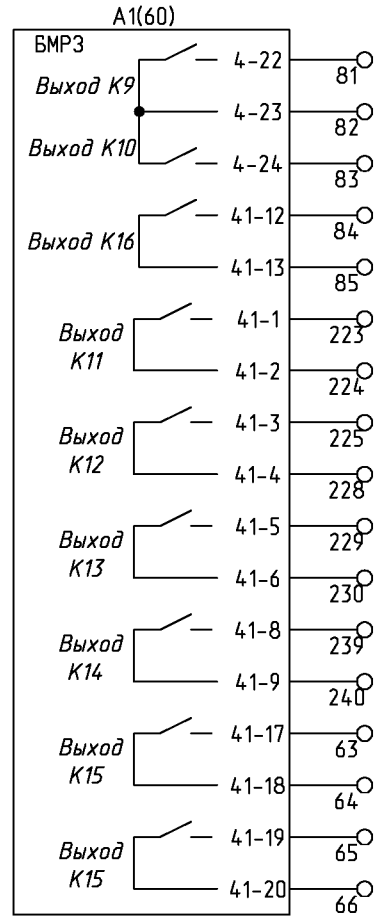 А1(60)
БМРЗ
4-22 81
Выход К9
4-23 82
Выход К10
4-24 83
41-12 84
Выход К16
41-13 85
41-1 223
Выход
К11
41-2 224
41-3 225
Выход
К12
41-4 228
41-5 229
Выход
К13
41-6 230
41-8 239
Выход
К14
41-9 240
41-17 63
Выход
К15
41-18 64
41-19 65
Выход
К15
41-20 66